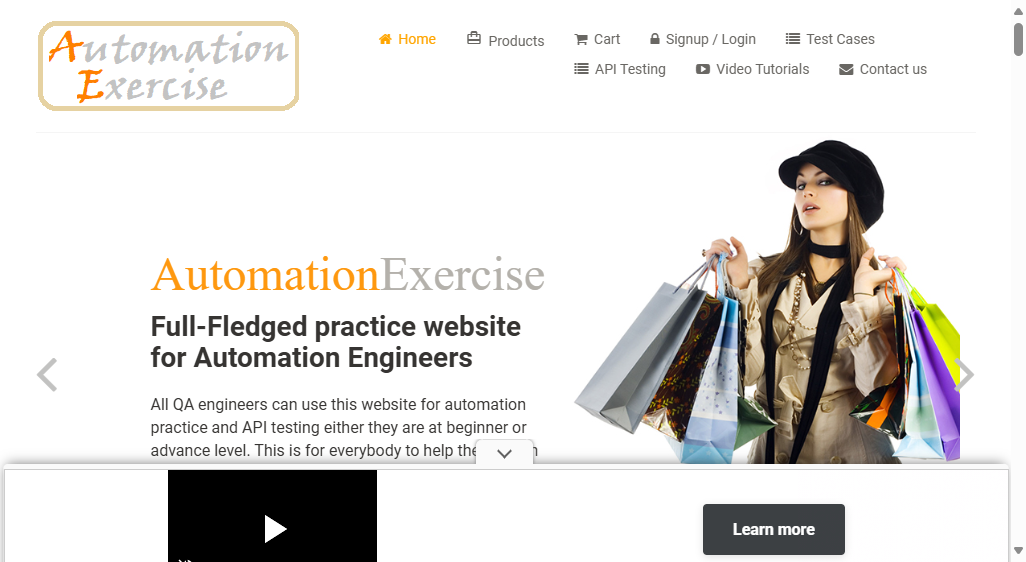 Automation
Exercise
Home
Products
Cart
Signup / Login
Test Cases
API Testing
Video Tutorials
Contact us
AutomationExercise
Full-Fledged practice website
for Automation Engineers
All QA engineers can use this website for automation
practice and API testing either they are at beginner or
advance level. This is for everybody to help
Learn more